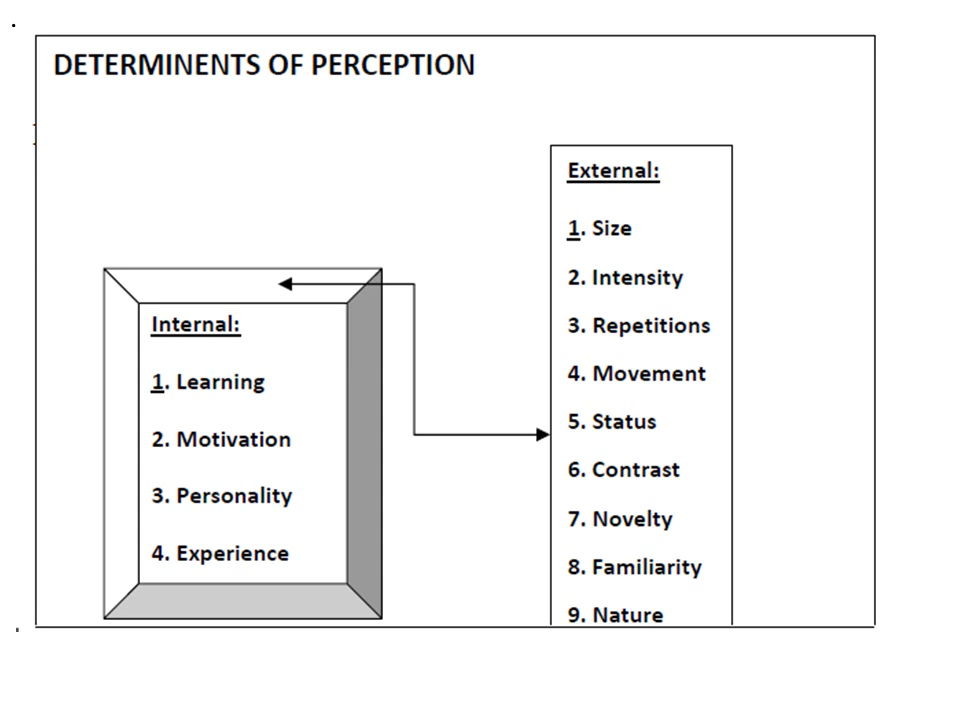 DETERMINENTS OF PERCEPTION
Internal:
1. Learning
2. Motivation
3. Personality
4. Experience
External:
1. Size
2. Intensity
3. Repetitions
4. Movement
5. Status
6. Contrast
7. Novelty
8. Familiarity
9. Nature